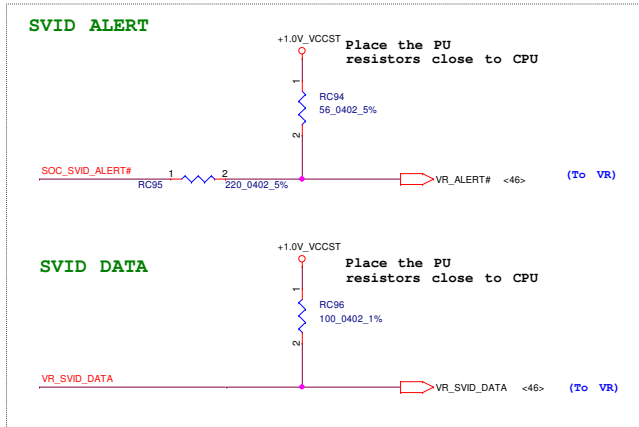 SVID ALERT
+1.0V_VCCST
Place the PU
resistors close to CPU
1
RC94
56_0402_5%
2
SOC_SVID_ALERT#
1
2
RC95
220_0402_5%
VR_ALERT# <46>
(To VR)
SVID DATA
+1.0V_VCCST
Place the PU
resistors close to CPU
1
RC96
100_0402_1%
2
VR_SVID_DATA
VR_SVID_DATA <46>
(To VR)